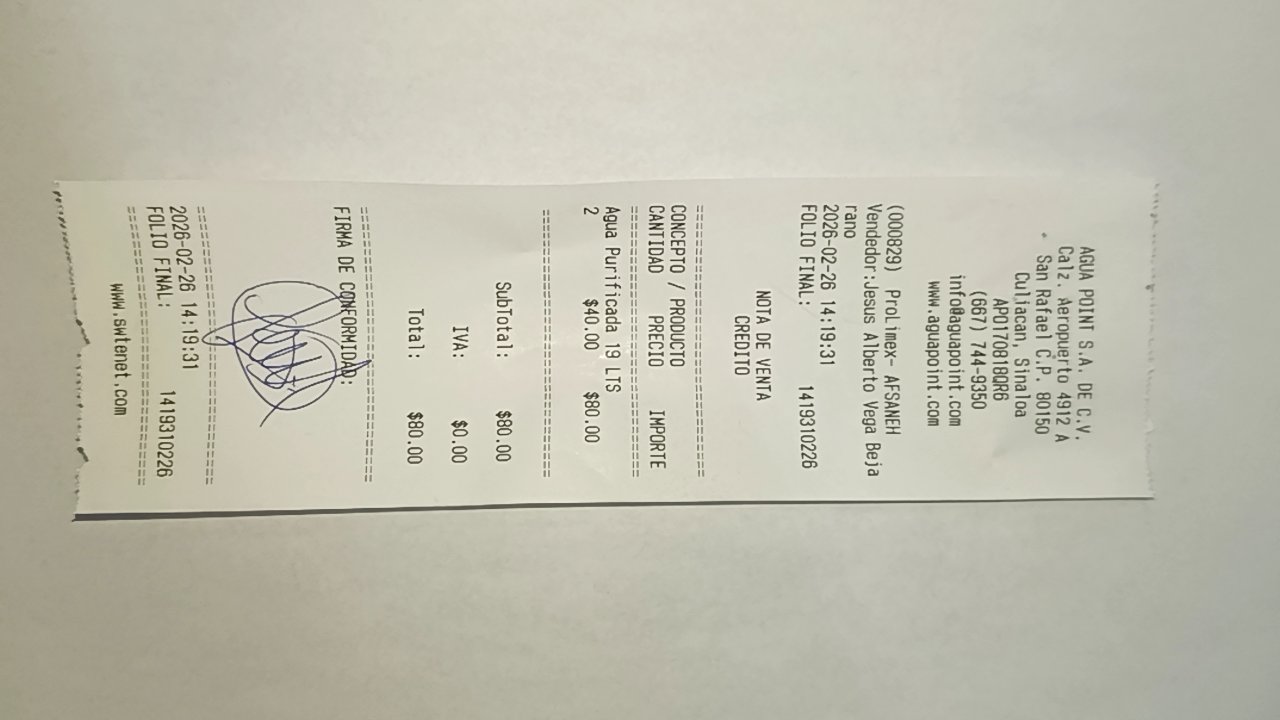 AGUA POINT S.A. DE C.V.
Calz. Aeropuerto 4912 A
San Rafael C.P. 80150
Culiacan, Sinaloa
APO170818QR6
(667) 744-9350
info@aguapoint.com
www.aguapoint.com
(000829) Prolimex- AFSANEH
Vendedor:Jesus Alberto Vega Beja
rano
2026-02-26 14:19:31
FOLIO FINAL: 1419310226
NOTA DE VENTA
CREDITO
================================
CONCEPTO / PRODUCTO
CANTIDAD PRECIO IMPORTE
================================
Agua Purificada 19 LTS
2 $40.00 $80.00
================================
SubTotal: $80.00
IVA: $0.00
Total: $80.00
================================
FIRMA DE CONFORMIDAD:
================================
2026-02-26 14:19:31
FOLIO FINAL: 1419310226
================================
www.swtenet.com